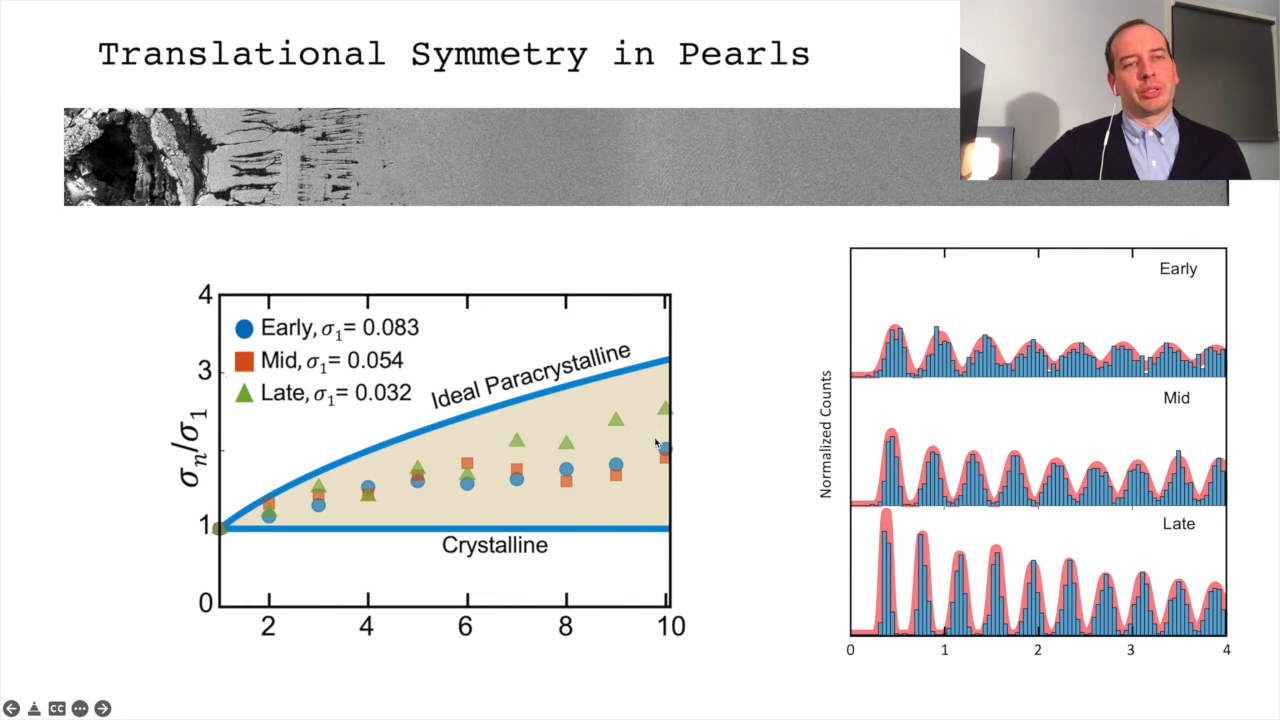 Translational Symmetry in Pearls
4
3
1
0
σn/σ1
Early, σ1= 0.083
Mid, σ1= 0.054
Late, σ1= 0.032
Ideal Paracrystalline
Crystalline
2 4 6 8 10
Normalized Counts
Early
Mid
Late
0 1 2 3 4
CC